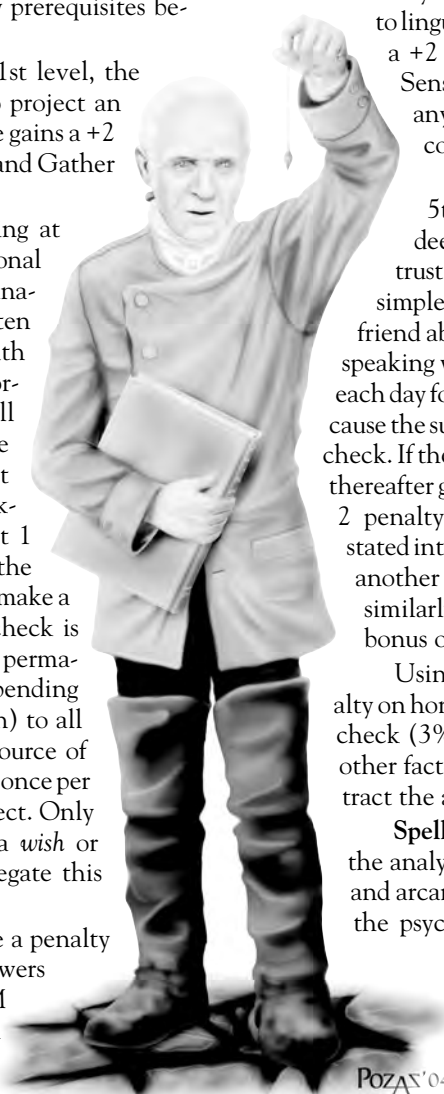 prerequisites be-
1st level, the
project an
gains a +2
and Gather
ing at
onal
na-
ten
th
or-
ll
e
t
k-
t 1
the
make a
check is
perma-
pending
n) to all
ource of
once per
ect. Only
a wish or
egate this
e a penalty
wers
M
to lingu
a +2
Sens
any
co
5t
dee
trust
simple
friend ab
speaking w
each day fo
cause the su
check. If the
thereafter g
2 penalty
stated int
another
similarl
bonus o
Usin
alty on hor
check (3%
other fact
tract the a
Spell
the analy
and arcar
the psyc
POZAS'04